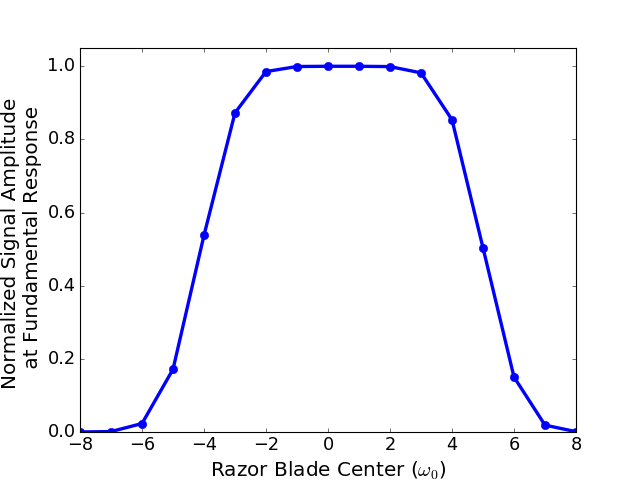 Normalized Signal Amplitude
at Fundamental Response
1.0
0.8
0.6
0.4
0.2
0.0
−8 −6 −4 −2 0 2 4 6 8
Razor Blade Center (ω₀)